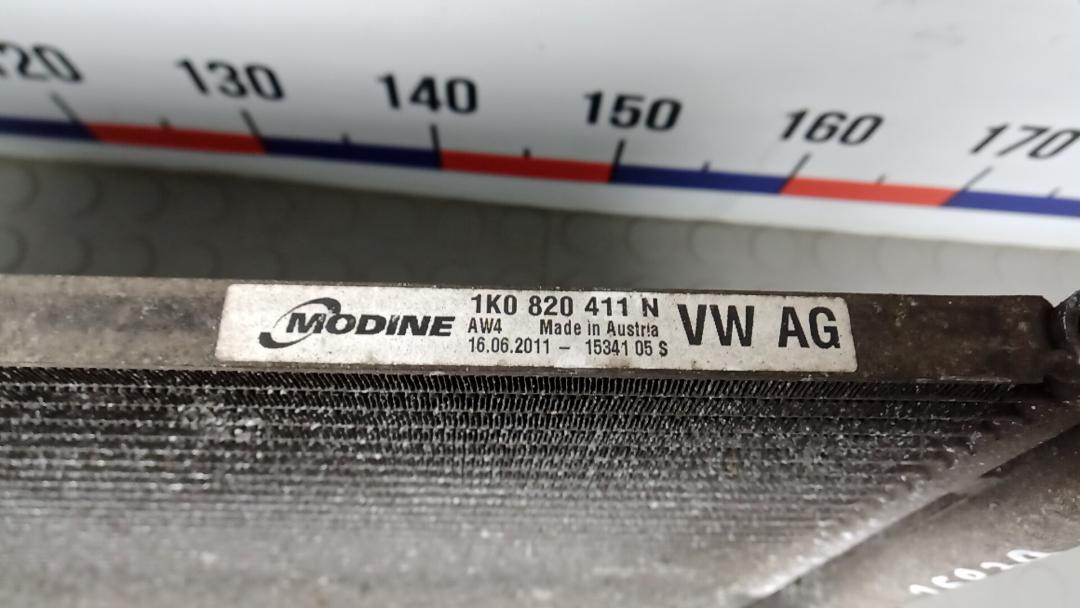 130 140 150 160 170
MODINE
1K0 820 411 N
AW4 Made in Austria
16.06.2011 – 15341 05 S
VW AG